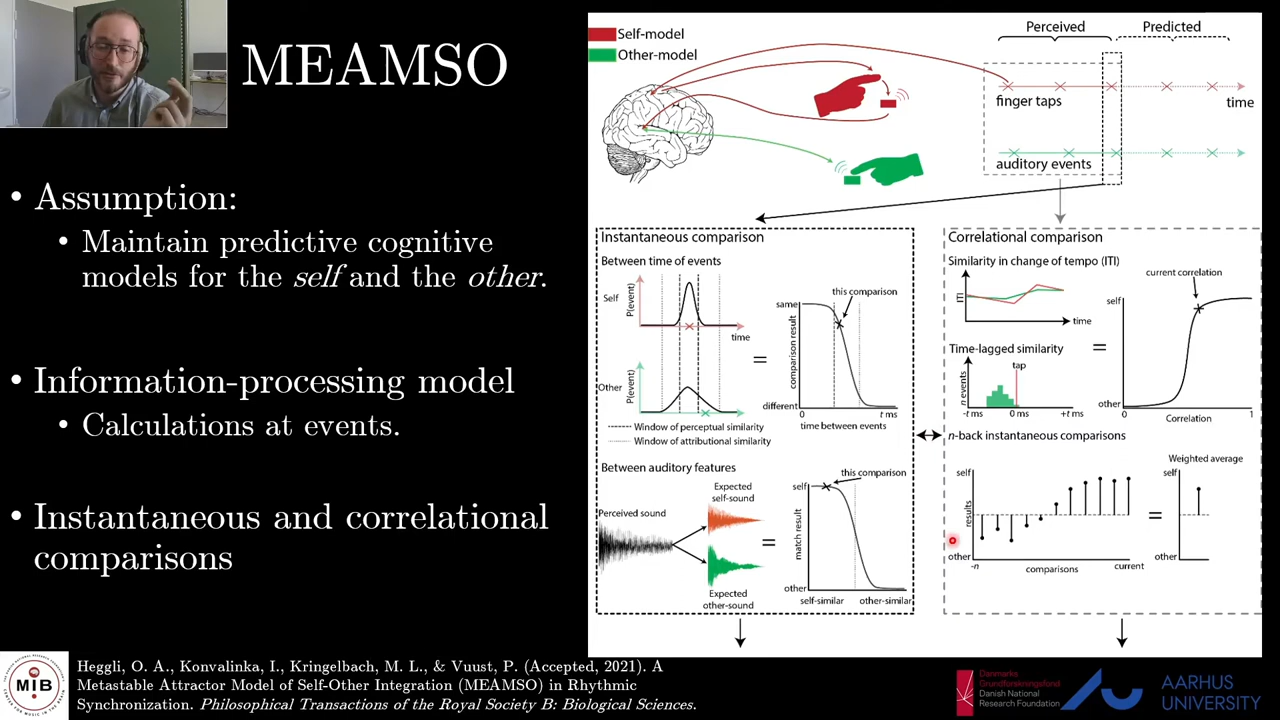 MEAMSO
• Assumption:
• Maintain predictive cognitive
models for the self and the other.
• Information-processing model
• Calculations at events.
• Instantaneous and correlational
comparisons
Self-model
Other-model
Perceived
Predicted
finger taps
time
auditory events
Instantaneous comparison
Between time of events
Self
P(event)
time
Other
P(event)
Window of perceptual similarity
Window of attributional similarity
=
same
different
comparison result
this comparison
0
t ms
time between events
Between auditory features
Perceived sound
Expected
self-sound
Expected
other-sound
=
self
other
match result
this comparison
self-similar
other-similar
Correlational comparison
Similarity in change of tempo (ITI)
ITI
time
Time-lagged similarity
tap
n events
-t ms
0 ms
+t ms
=
current correlation
self
other
0
1
Correlation
n-back instantaneous comparisons
self
results
other
-n
comparisons
current
=
Weighted average
self
other
Heggli, O. A., Konvalinka, I., Kringelbach, M. L., & Vuust, P. (Accepted, 2021). A
Metastable Attractor Model of Self-Other Integration (MEAMSO) in Rhythmic
Synchronization. Philosophical Transactions of the Royal Society B: Biological Sciences.
MIB
Danmarks
Grundforskningsfond
Danish National
Research Foundation
AARHUS
UNIVERSITY